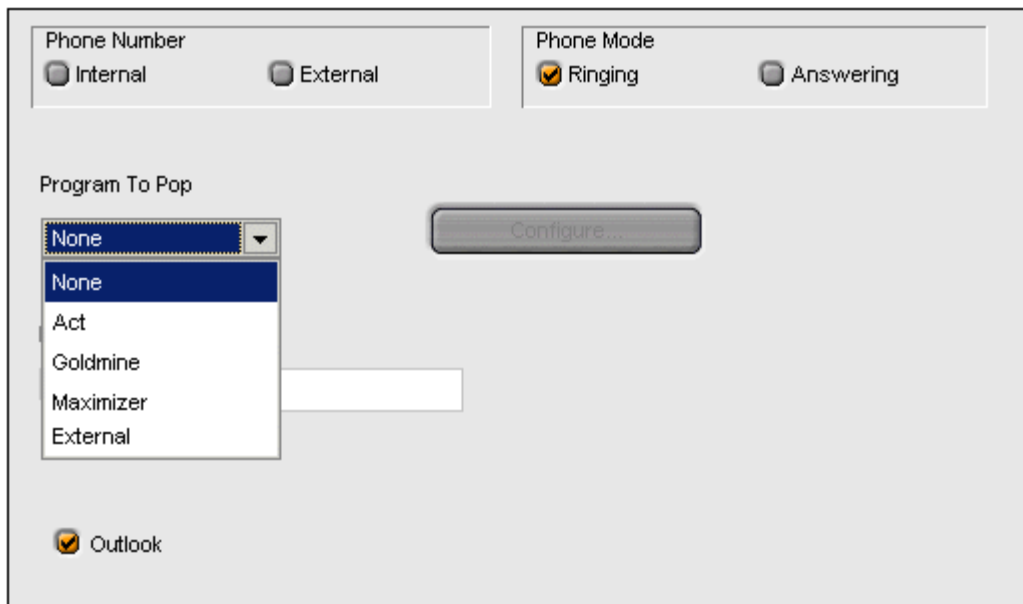 Phone Number
Internal External
Phone Mode
Ringing Answering
Program To Pop
None
Configure...
None
Act
Goldmine
Maximizer
External
Outlook